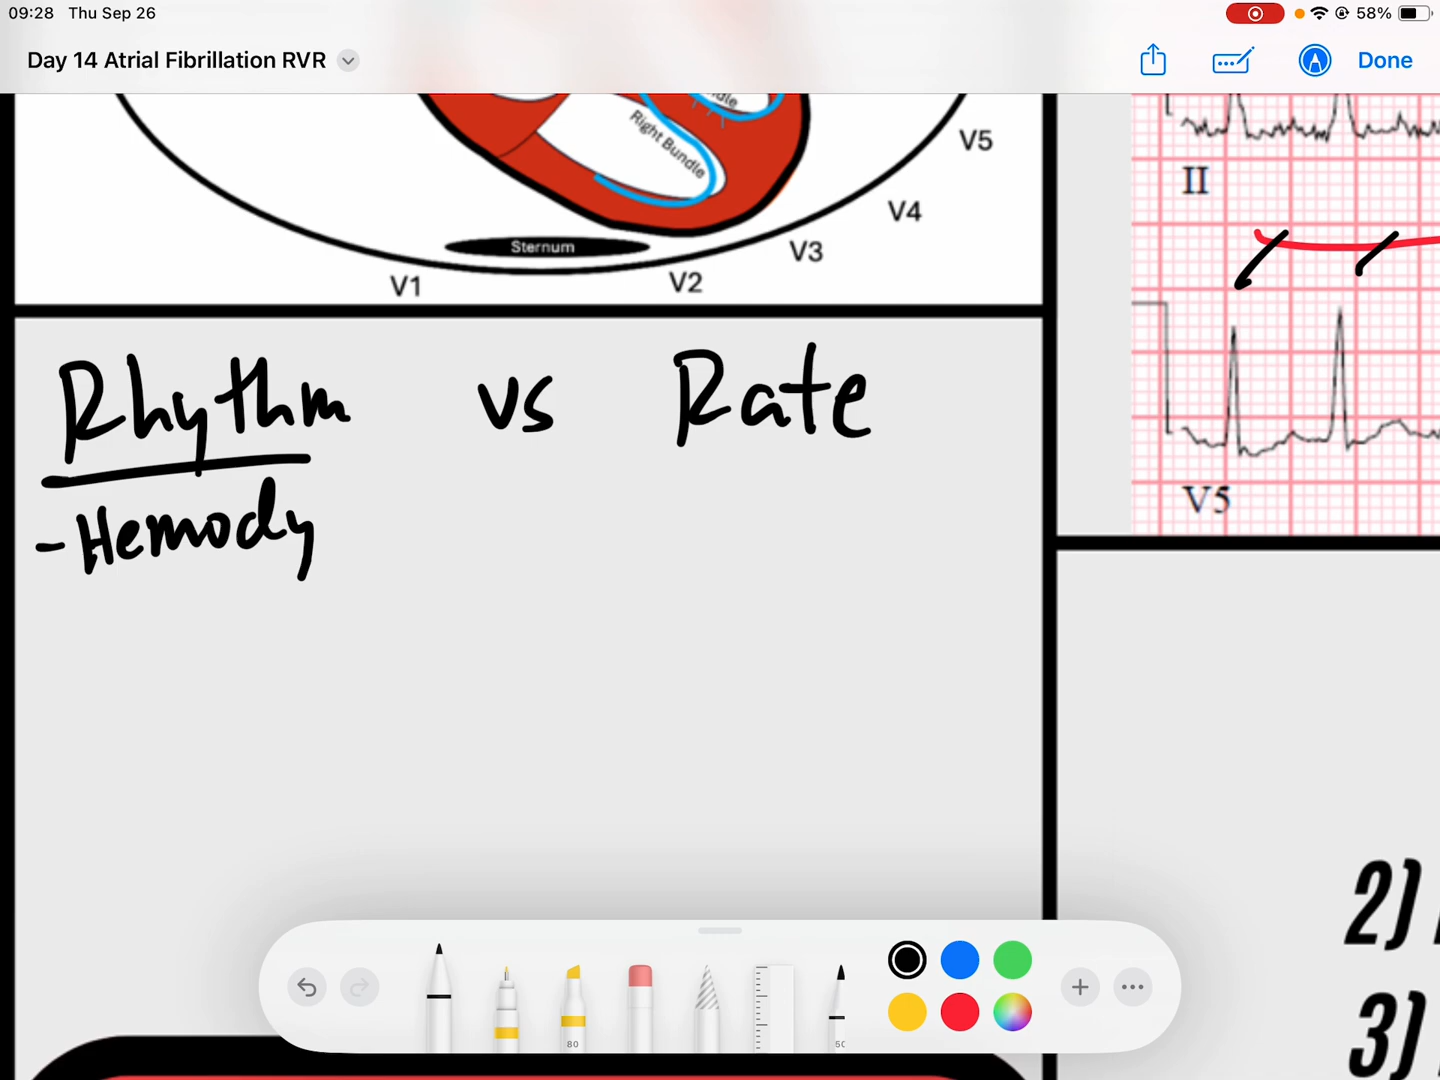 09:28 Thu Sep 26
58%
Day 14 Atrial Fibrillation RVR
Done
Right Bundle
V5
V4
V3
Sternum
V1
V2
II
V5
Rhythm vs Rate
-Hemody
2)
3)
80
50